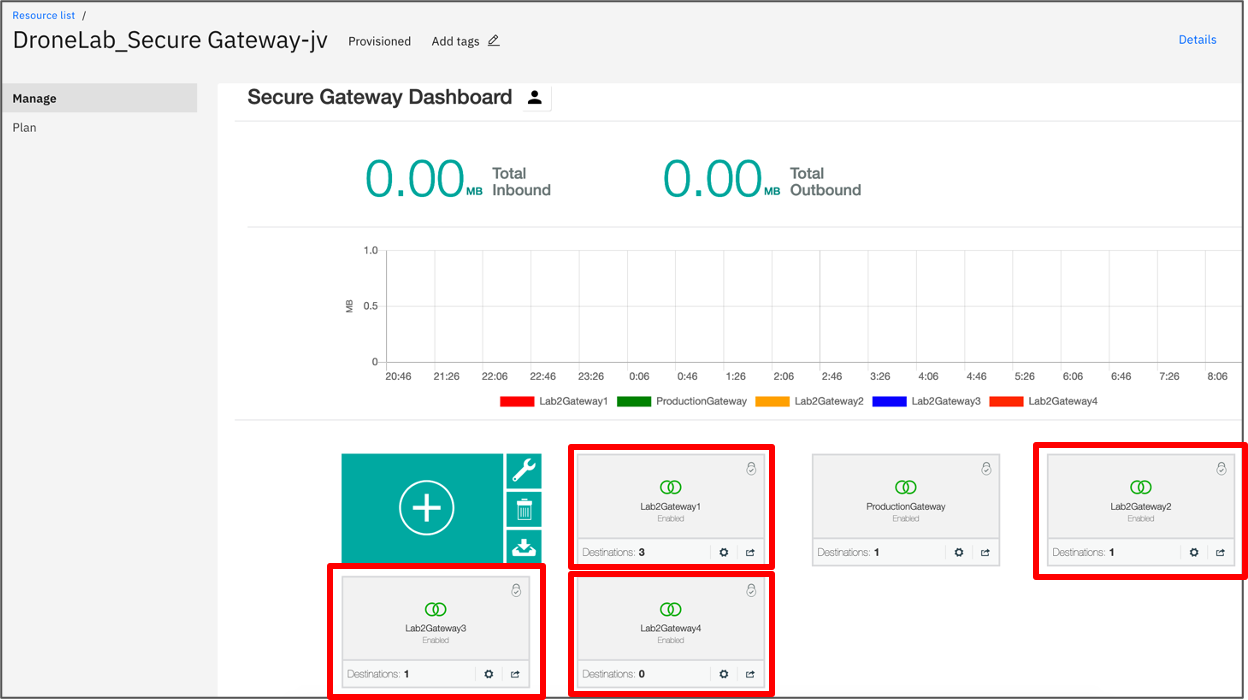 Resource list /
DroneLab_Secure Gateway-jv Provisioned Add tags Details
Manage
Plan
Secure Gateway Dashboard
0.00 MB Total Inbound
0.00 MB Total Outbound
1.0
MB
0.5
0
20:46 21:26 22:06 22:46 23:26 0:06 0:46 1:26 2:06 2:46 3:26 4:06 4:46 5:26 6:06 6:46 7:26 8:06
Lab2Gateway1 ProductionGateway Lab2Gateway2 Lab2Gateway3 Lab2Gateway4
Lab2Gateway1
Enabled
Destinations: 3
ProductionGateway
Enabled
Destinations: 1
Lab2Gateway2
Enabled
Destinations: 1
Lab2Gateway3
Enabled
Destinations: 1
Lab2Gateway4
Enabled
Destinations: 0